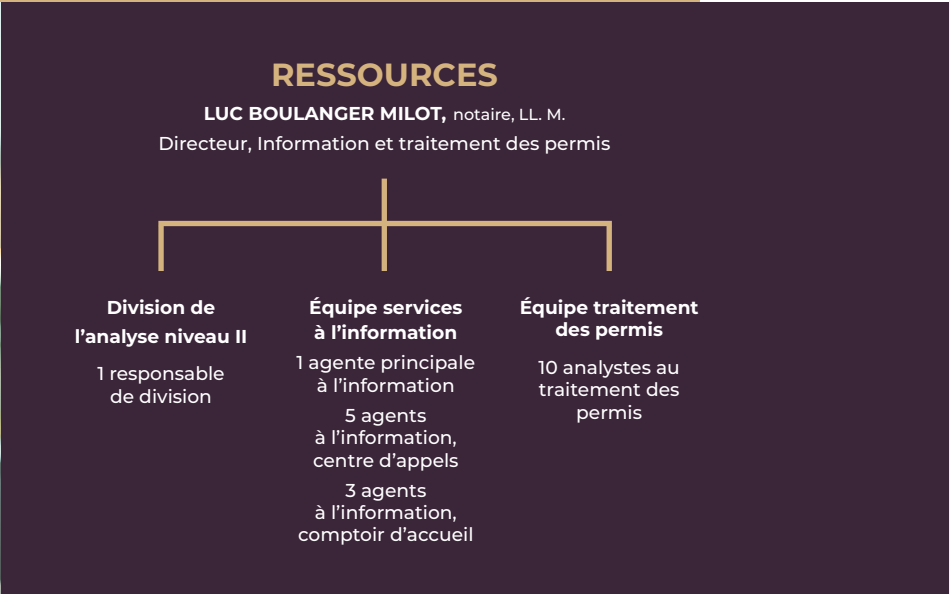 RESSOURCES
LUC BOULANGER MILOT, notaire, LL. M.
Directeur, Information et traitement des permis
Division de
l’analyse niveau II
1 responsable
de division
Équipe services
à l’information
1 agente principale
à l’information
5 agents
à l’information,
centre d’appels
3 agents
à l’information,
comptoir d’accueil
Équipe traitement
des permis
10 analystes au
traitement des
permis